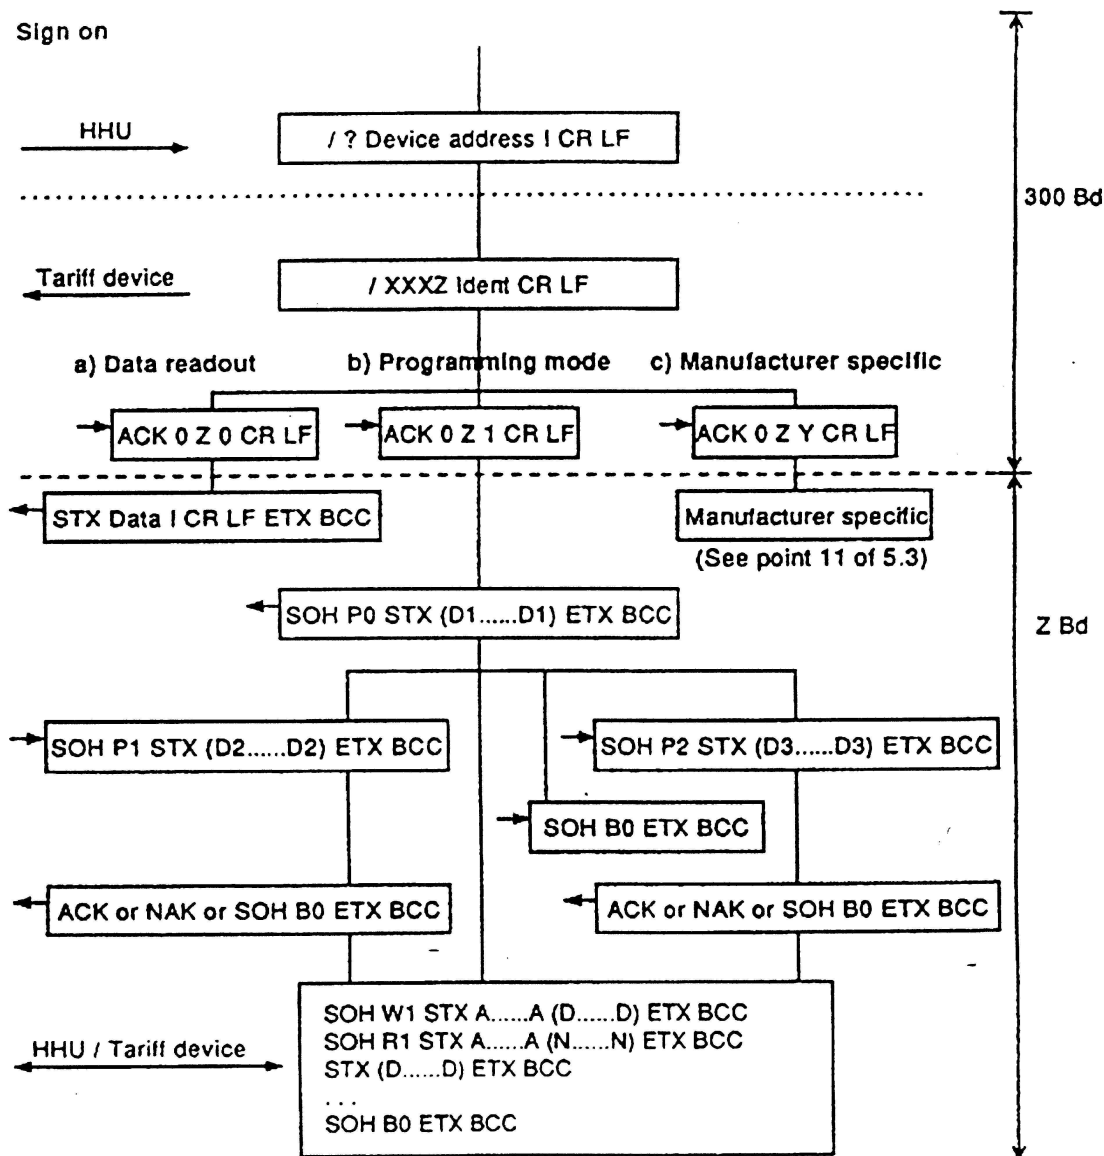 Sign on
HHU
/ ? Device address I CR LF
300 Bd
Tariff device
/ XXXZ Ident CR LF
a) Data readout
b) Programming mode
c) Manufacturer specific
ACK 0 Z 0 CR LF
ACK 0 Z 1 CR LF
ACK 0 Z Y CR LF
STX Data I CR LF ETX BCC
Manufacturer specific
(See point 11 of 5.3)
SOH P0 STX (D1......D1) ETX BCC
Z Bd
SOH P1 STX (D2......D2) ETX BCC
SOH P2 STX (D3......D3) ETX BCC
SOH B0 ETX BCC
ACK or NAK or SOH B0 ETX BCC
ACK or NAK or SOH B0 ETX BCC
HHU / Tariff device
SOH W1 STX A......A (D......D) ETX BCC
SOH R1 STX A......A (N......N) ETX BCC
STX (D......D) ETX BCC
. . .
SOH B0 ETX BCC